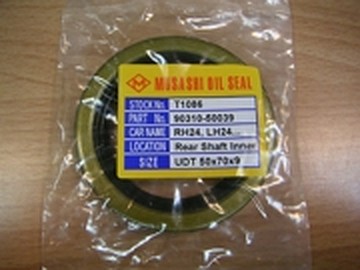 MUSASHI OIL SEAL
STOCK No. T1086
PART No. 90310-50039
CAR NAME RH24, LH24...
LOCATION Rear Shaft Inner
SIZE UDT 50x70x9